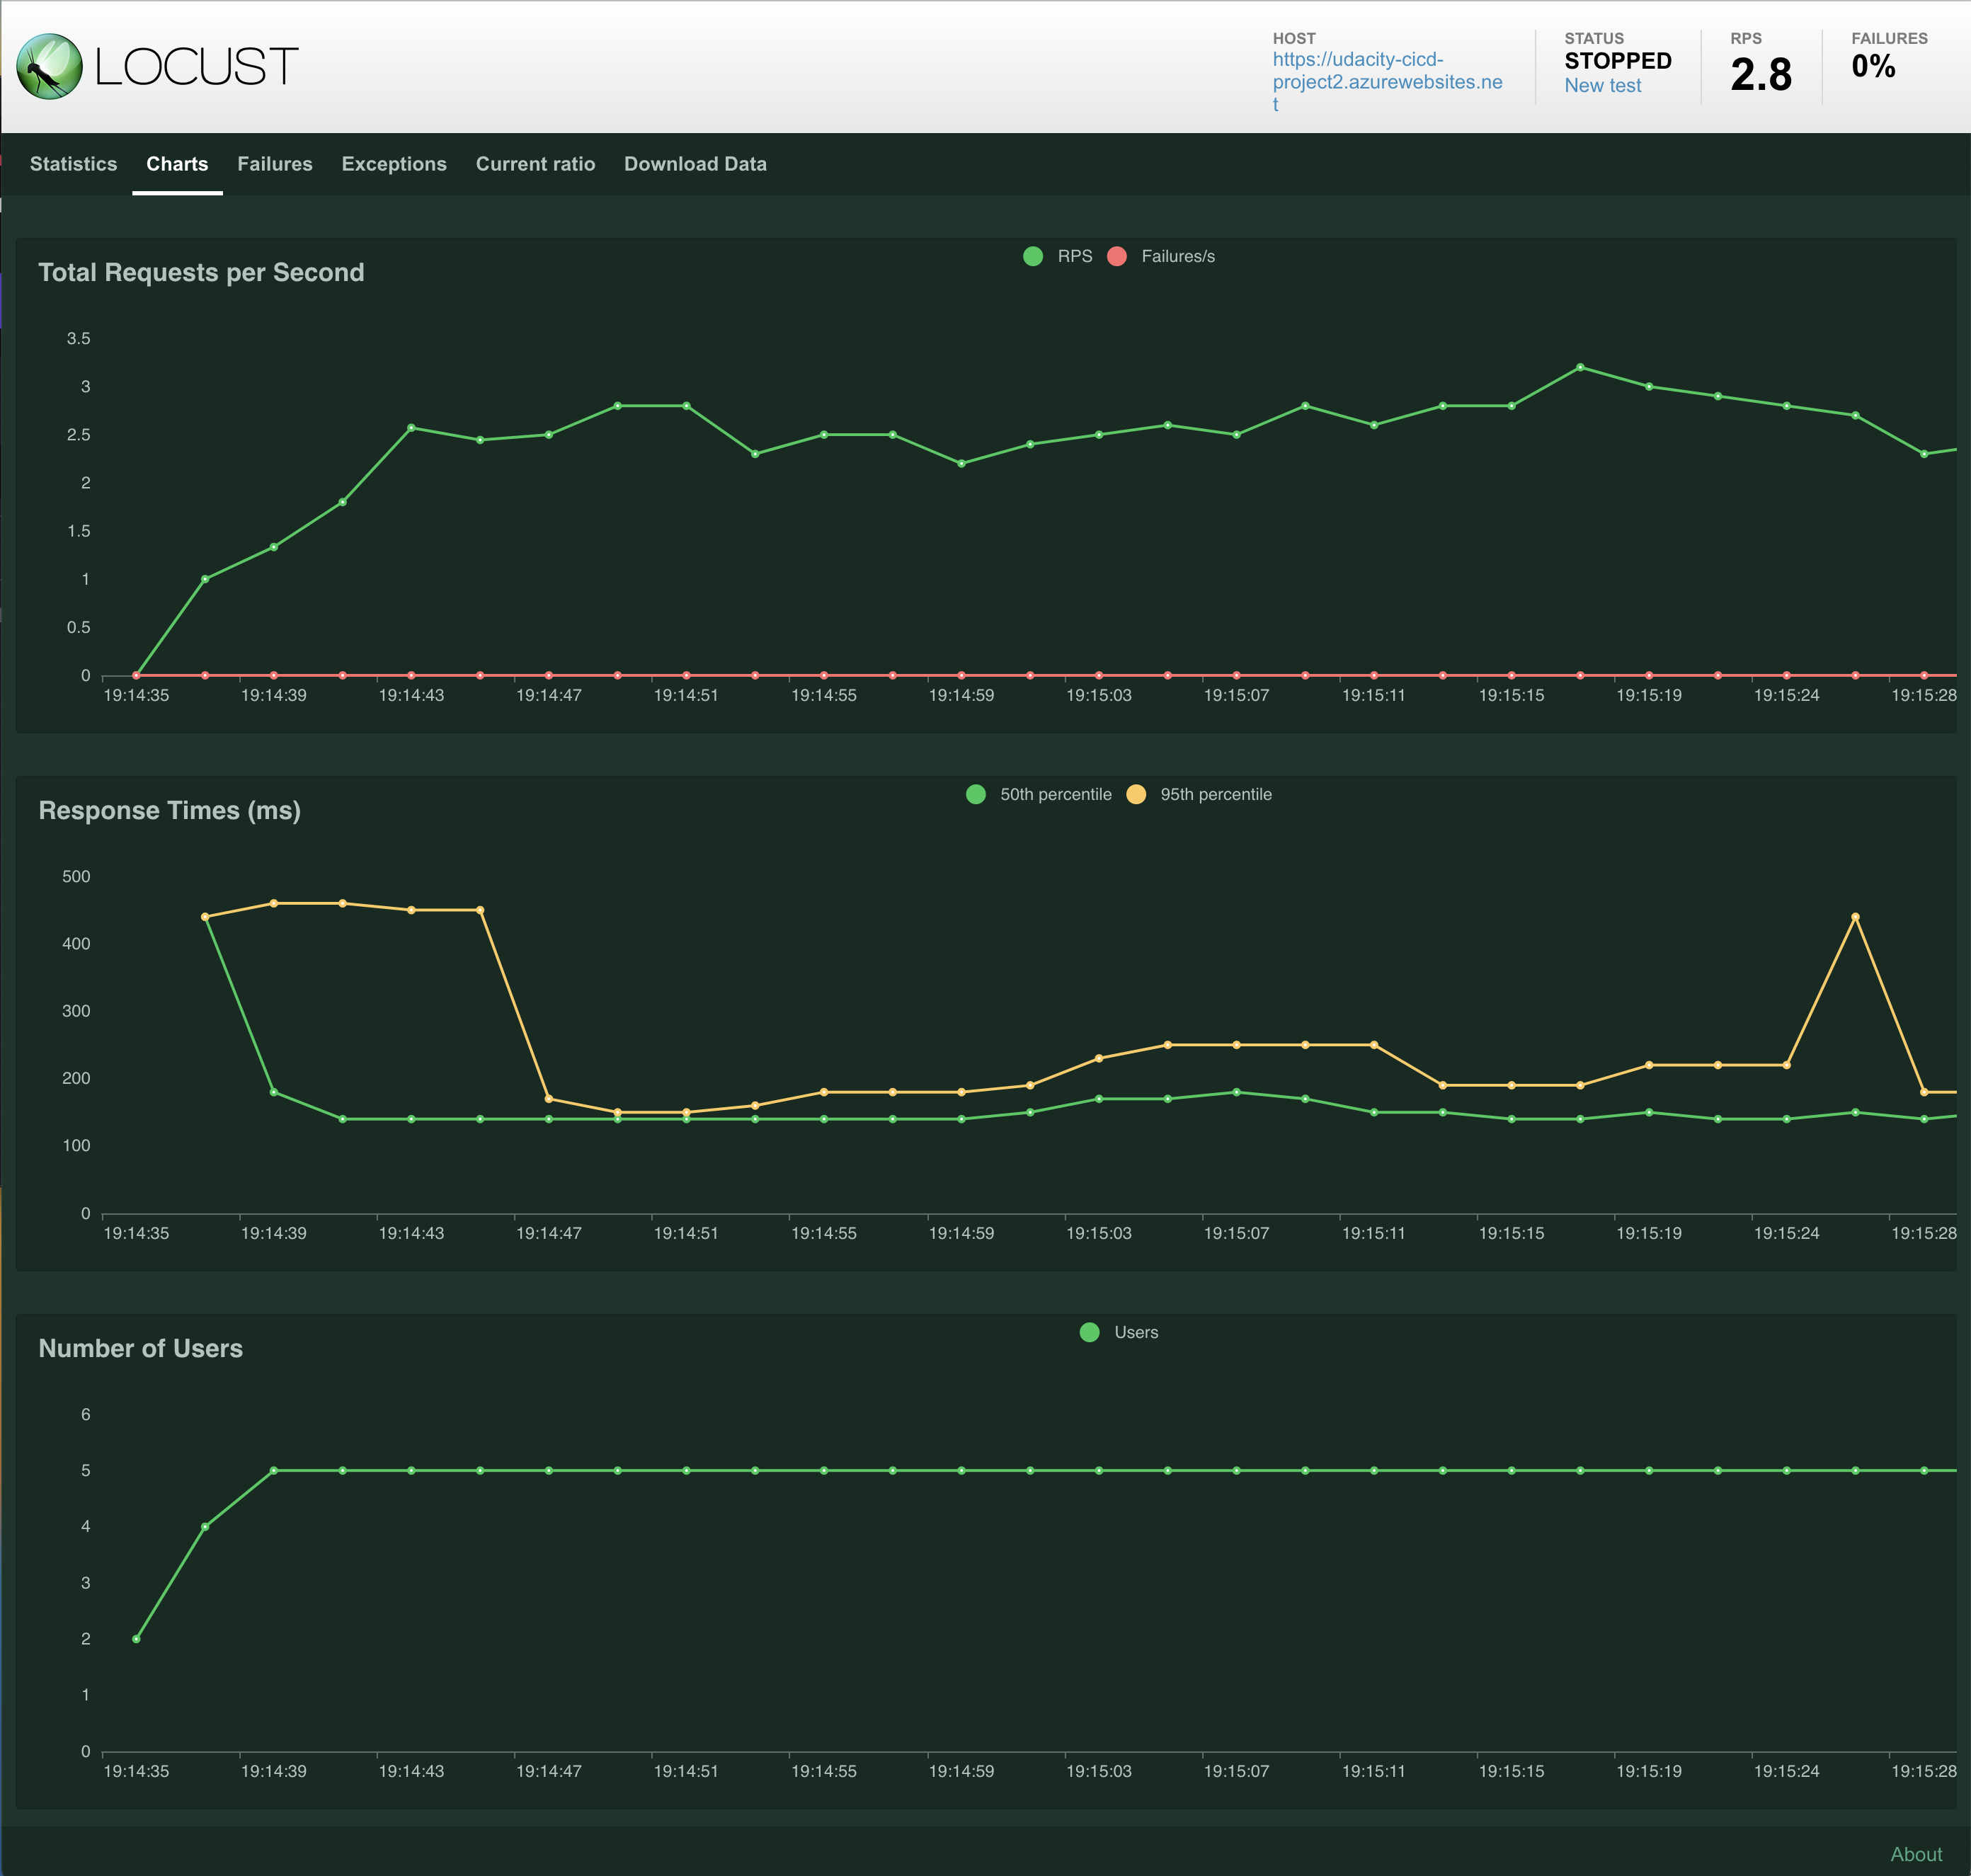 LOCUST
HOST
https://udacity-cicd-
project2.azurewebsites.ne
t
STATUS
STOPPED
New test
RPS
2.8
FAILURES
0%
Statistics Charts Failures Exceptions Current ratio Download Data
Total Requests per Second
RPS Failures/s
3.5
3
2.5
2
1.5
1
0.5
0
19:14:35 19:14:39 19:14:43 19:14:47 19:14:51 19:14:55 19:14:59 19:15:03 19:15:07 19:15:11 19:15:15 19:15:19 19:15:24 19:15:28
Response Times (ms)
50th percentile 95th percentile
500
400
300
200
100
0
19:14:35 19:14:39 19:14:43 19:14:47 19:14:51 19:14:55 19:14:59 19:15:03 19:15:07 19:15:11 19:15:15 19:15:19 19:15:24 19:15:28
Number of Users
Users
6
5
4
3
2
1
0
19:14:35 19:14:39 19:14:43 19:14:47 19:14:51 19:14:55 19:14:59 19:15:03 19:15:07 19:15:11 19:15:15 19:15:19 19:15:24 19:15:28
About